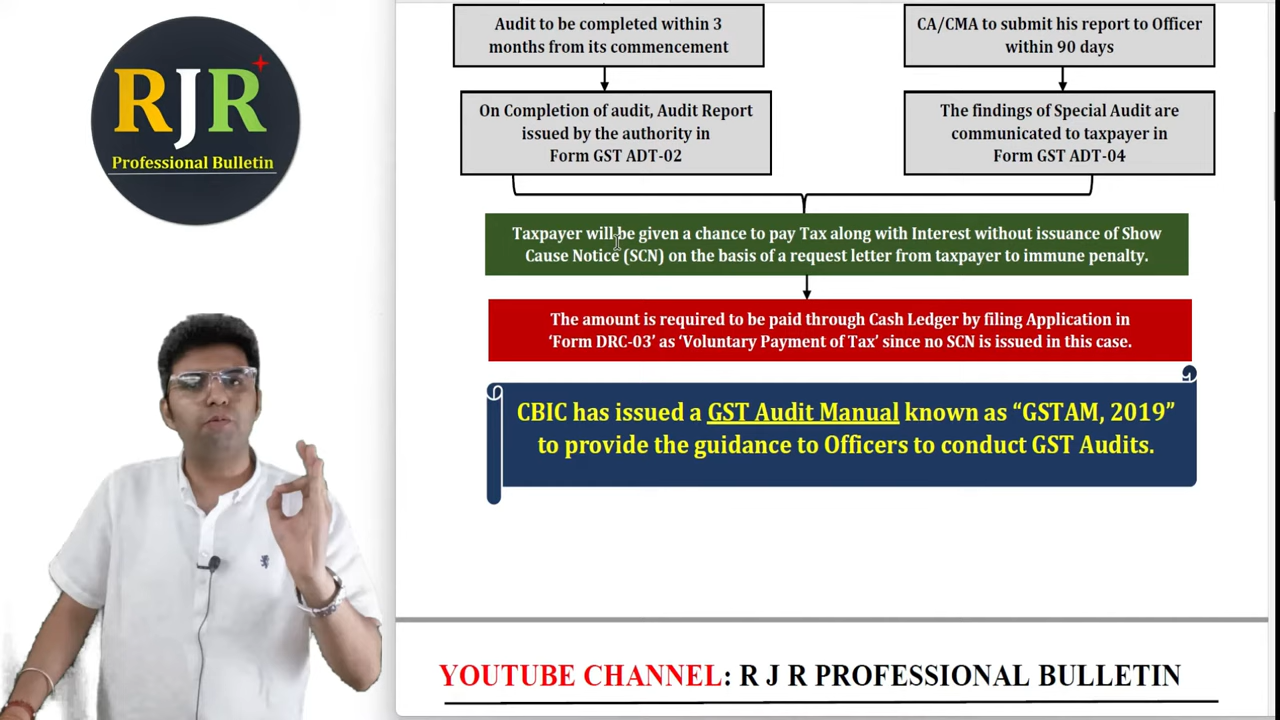 RJR
Professional Bulletin
Audit to be completed within 3
months from its commencement
On Completion of audit, Audit Report
issued by the authority in
Form GST ADT-02
CA/CMA to submit his report to Officer
within 90 days
The findings of Special Audit are
communicated to taxpayer in
Form GST ADT-04
Taxpayer will be given a chance to pay Tax along with Interest without issuance of Show
Cause Notice (SCN) on the basis of a request letter from taxpayer to immune penalty.
The amount is required to be paid through Cash Ledger by filing Application in
‘Form DRC-03’ as ‘Voluntary Payment of Tax’ since no SCN is issued in this case.
CBIC has issued a GST Audit Manual known as “GSTAM, 2019”
to provide the guidance to Officers to conduct GST Audits.
YOUTUBE CHANNEL: R J R PROFESSIONAL BULLETIN